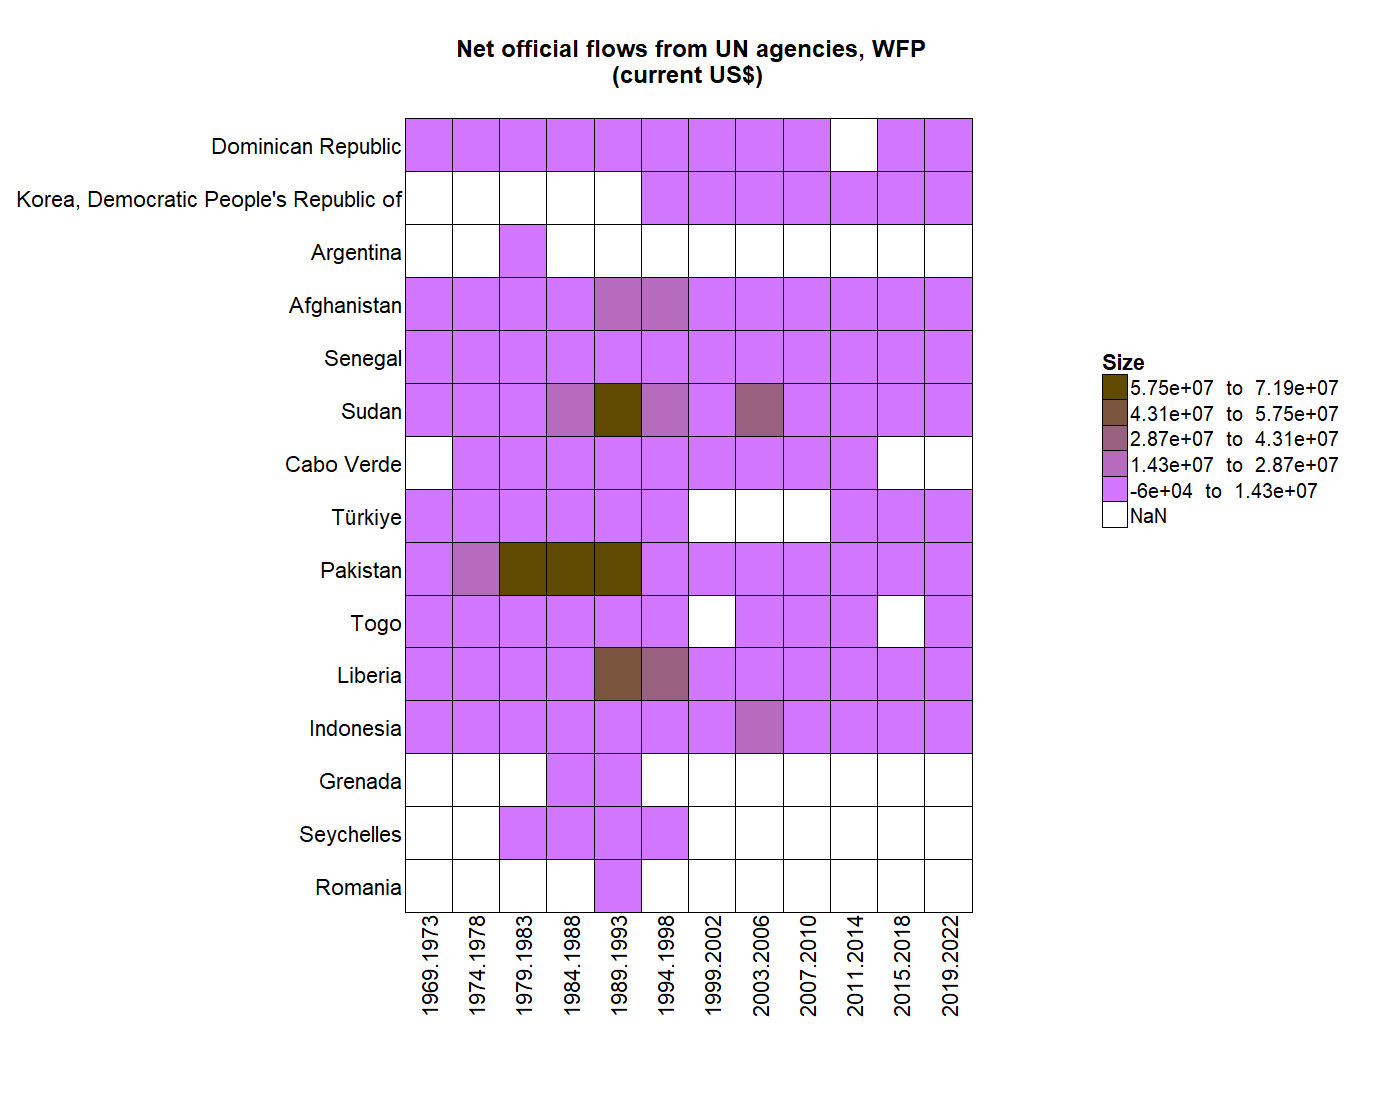 Net official flows from UN agencies, WFP
(current US$)
Dominican Republic
Korea, Democratic People's Republic of
Argentina
Afghanistan
Senegal
Sudan
Cabo Verde
Türkiye
Pakistan
Togo
Liberia
Indonesia
Grenada
Seychelles
Romania
1969.1973
1974.1978
1979.1983
1984.1988
1989.1993
1994.1998
1999.2002
2003.2006
2007.2010
2011.2014
2015.2018
2019.2022
Size
5.75e+07 to 7.19e+07
4.31e+07 to 5.75e+07
2.87e+07 to 4.31e+07
1.43e+07 to 2.87e+07
-6e+04 to 1.43e+07
NaN